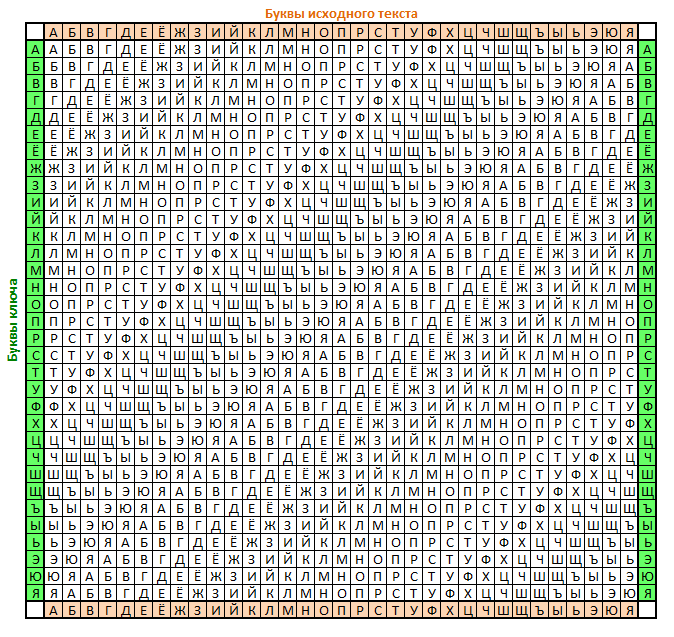 Буквы исходного текста
Буквы ключа
А Б В Г Д Е Ё Ж З И Й К Л М Н О П Р С Т У Ф Х Ц Ч Ш Щ Ъ Ы Ь Э Ю Я
А А Б В Г Д Е Ё Ж З И Й К Л М Н О П Р С Т У Ф Х Ц Ч Ш Щ Ъ Ы Ь Э Ю Я А
Б Б В Г Д Е Ё Ж З И Й К Л М Н О П Р С Т У Ф Х Ц Ч Ш Щ Ъ Ы Ь Э Ю Я А Б
В В Г Д Е Ё Ж З И Й К Л М Н О П Р С Т У Ф Х Ц Ч Ш Щ Ъ Ы Ь Э Ю Я А Б В
Г Г Д Е Ё Ж З И Й К Л М Н О П Р С Т У Ф Х Ц Ч Ш Щ Ъ Ы Ь Э Ю Я А Б В Г
Д Д Е Ё Ж З И Й К Л М Н О П Р С Т У Ф Х Ц Ч Ш Щ Ъ Ы Ь Э Ю Я А Б В Г Д
Е Е Ё Ж З И Й К Л М Н О П Р С Т У Ф Х Ц Ч Ш Щ Ъ Ы Ь Э Ю Я А Б В Г Д Е
Ё Ё Ж З И Й К Л М Н О П Р С Т У Ф Х Ц Ч Ш Щ Ъ Ы Ь Э Ю Я А Б В Г Д Е Ё
Ж Ж З И Й К Л М Н О П Р С Т У Ф Х Ц Ч Ш Щ Ъ Ы Ь Э Ю Я А Б В Г Д Е Ё Ж
З З И Й К Л М Н О П Р С Т У Ф Х Ц Ч Ш Щ Ъ Ы Ь Э Ю Я А Б В Г Д Е Ё Ж З
И И Й К Л М Н О П Р С Т У Ф Х Ц Ч Ш Щ Ъ Ы Ь Э Ю Я А Б В Г Д Е Ё Ж З И
Й Й К Л М Н О П Р С Т У Ф Х Ц Ч Ш Щ Ъ Ы Ь Э Ю Я А Б В Г Д Е Ё Ж З И Й
К К Л М Н О П Р С Т У Ф Х Ц Ч Ш Щ Ъ Ы Ь Э Ю Я А Б В Г Д Е Ё Ж З И Й К
Л Л М Н О П Р С Т У Ф Х Ц Ч Ш Щ Ъ Ы Ь Э Ю Я А Б В Г Д Е Ё Ж З И Й К Л
М М Н О П Р С Т У Ф Х Ц Ч Ш Щ Ъ Ы Ь Э Ю Я А Б В Г Д Е Ё Ж З И Й К Л М
Н Н О П Р С Т У Ф Х Ц Ч Ш Щ Ъ Ы Ь Э Ю Я А Б В Г Д Е Ё Ж З И Й К Л М Н
О О П Р С Т У Ф Х Ц Ч Ш Щ Ъ Ы Ь Э Ю Я А Б В Г Д Е Ё Ж З И Й К Л М Н О
П П Р С Т У Ф Х Ц Ч Ш Щ Ъ Ы Ь Э Ю Я А Б В Г Д Е Ё Ж З И Й К Л М Н О П
Р Р С Т У Ф Х Ц Ч Ш Щ Ъ Ы Ь Э Ю Я А Б В Г Д Е Ё Ж З И Й К Л М Н О П Р
С С Т У Ф Х Ц Ч Ш Щ Ъ Ы Ь Э Ю Я А Б В Г Д Е Ё Ж З И Й К Л М Н О П Р С
Т Т У Ф Х Ц Ч Ш Щ Ъ Ы Ь Э Ю Я А Б В Г Д Е Ё Ж З И Й К Л М Н О П Р С Т
У У Ф Х Ц Ч Ш Щ Ъ Ы Ь Э Ю Я А Б В Г Д Е Ё Ж З И Й К Л М Н О П Р С Т У
Ф Ф Х Ц Ч Ш Щ Ъ Ы Ь Э Ю Я А Б В Г Д Е Ё Ж З И Й К Л М Н О П Р С Т У Ф
Х Х Ц Ч Ш Щ Ъ Ы Ь Э Ю Я А Б В Г Д Е Ё Ж З И Й К Л М Н О П Р С Т У Ф Х
Ц Ц Ч Ш Щ Ъ Ы Ь Э Ю Я А Б В Г Д Е Ё Ж З И Й К Л М Н О П Р С Т У Ф Х Ц
Ч Ч Ш Щ Ъ Ы Ь Э Ю Я А Б В Г Д Е Ё Ж З И Й К Л М Н О П Р С Т У Ф Х Ц Ч
Ш Ш Щ Ъ Ы Ь Э Ю Я А Б В Г Д Е Ё Ж З И Й К Л М Н О П Р С Т У Ф Х Ц Ч Ш
Щ Щ Ъ Ы Ь Э Ю Я А Б В Г Д Е Ё Ж З И Й К Л М Н О П Р С Т У Ф Х Ц Ч Ш Щ
Ъ Ъ Ы Ь Э Ю Я А Б В Г Д Е Ё Ж З И Й К Л М Н О П Р С Т У Ф Х Ц Ч Ш Щ Ъ
Ы Ы Ь Э Ю Я А Б В Г Д Е Ё Ж З И Й К Л М Н О П Р С Т У Ф Х Ц Ч Ш Щ Ъ Ы
Ь Ь Э Ю Я А Б В Г Д Е Ё Ж З И Й К Л М Н О П Р С Т У Ф Х Ц Ч Ш Щ Ъ Ы Ь
Э Э Ю Я А Б В Г Д Е Ё Ж З И Й К Л М Н О П Р С Т У Ф Х Ц Ч Ш Щ Ъ Ы Ь Э
Ю Ю Я А Б В Г Д Е Ё Ж З И Й К Л М Н О П Р С Т У Ф Х Ц Ч Ш Щ Ъ Ы Ь Э Ю
Я Я А Б В Г Д Е Ё Ж З И Й К Л М Н О П Р С Т У Ф Х Ц Ч Ш Щ Ъ Ы Ь Э Ю Я
А Б В Г Д Е Ё Ж З И Й К Л М Н О П Р С Т У Ф Х Ц Ч Ш Щ Ъ Ы Ь Э Ю Я